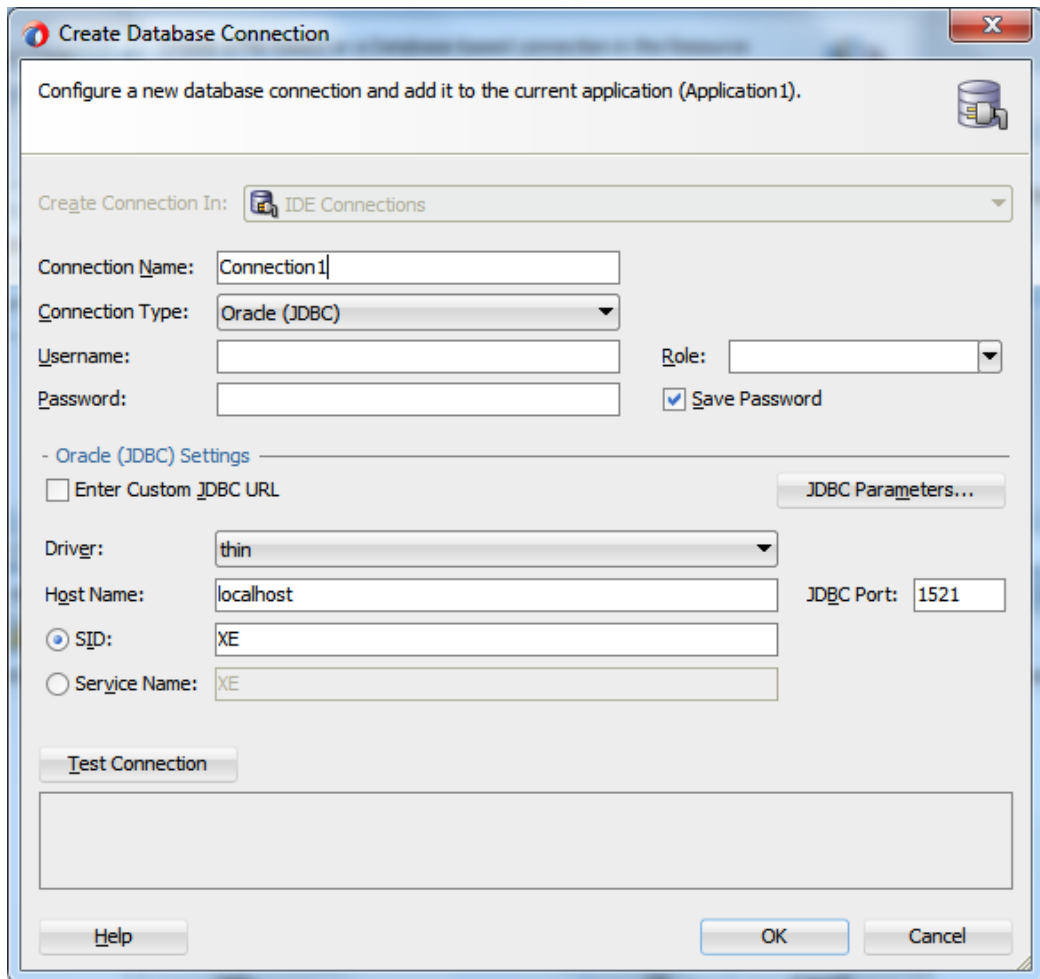 Create Database Connection
Configure a new database connection and add it to the current application (Application1).
Create Connection In: IDE Connections
Connection Name: Connection1
Connection Type: Oracle (JDBC)
Username: Role:
Password: Save Password
Oracle (JDBC) Settings
Enter Custom JDBC URL JDBC Parameters...
Driver: thin
Host Name: localhost JDBC Port: 1521
SID: XE
Service Name: XE
Test Connection
Help OK Cancel